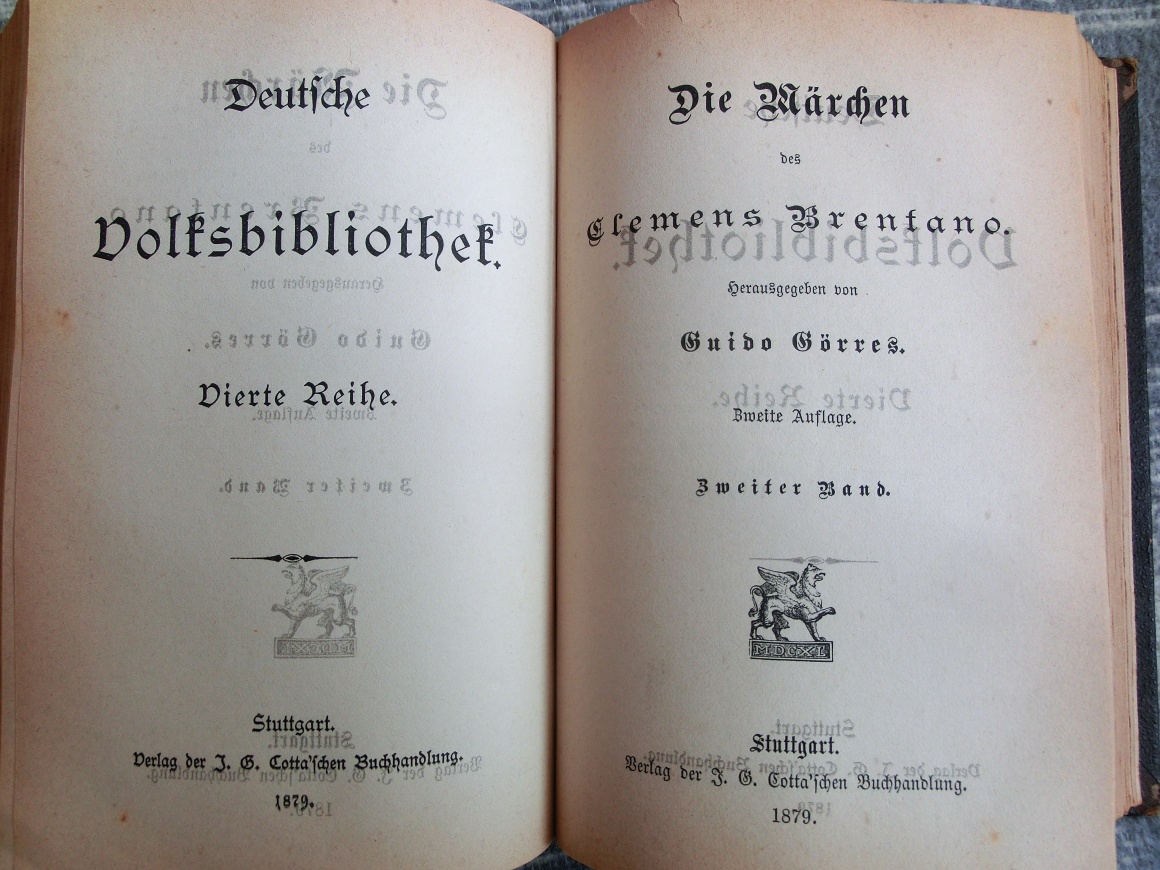 Deutſche
Volksbibliothek.
Vierte Reihe.
Stuttgart.
Verlag der J. G. Cotta'ſchen Buchhandlung.
1879.
Die Märchen
des
Clemens Brentano.
Herausgegeben von
Guido Görres.
Zweite Auflage.
Zweiter Band.
MDCXL
Stuttgart.
Verlag der J. G. Cotta'ſchen Buchhandlung.
1879.